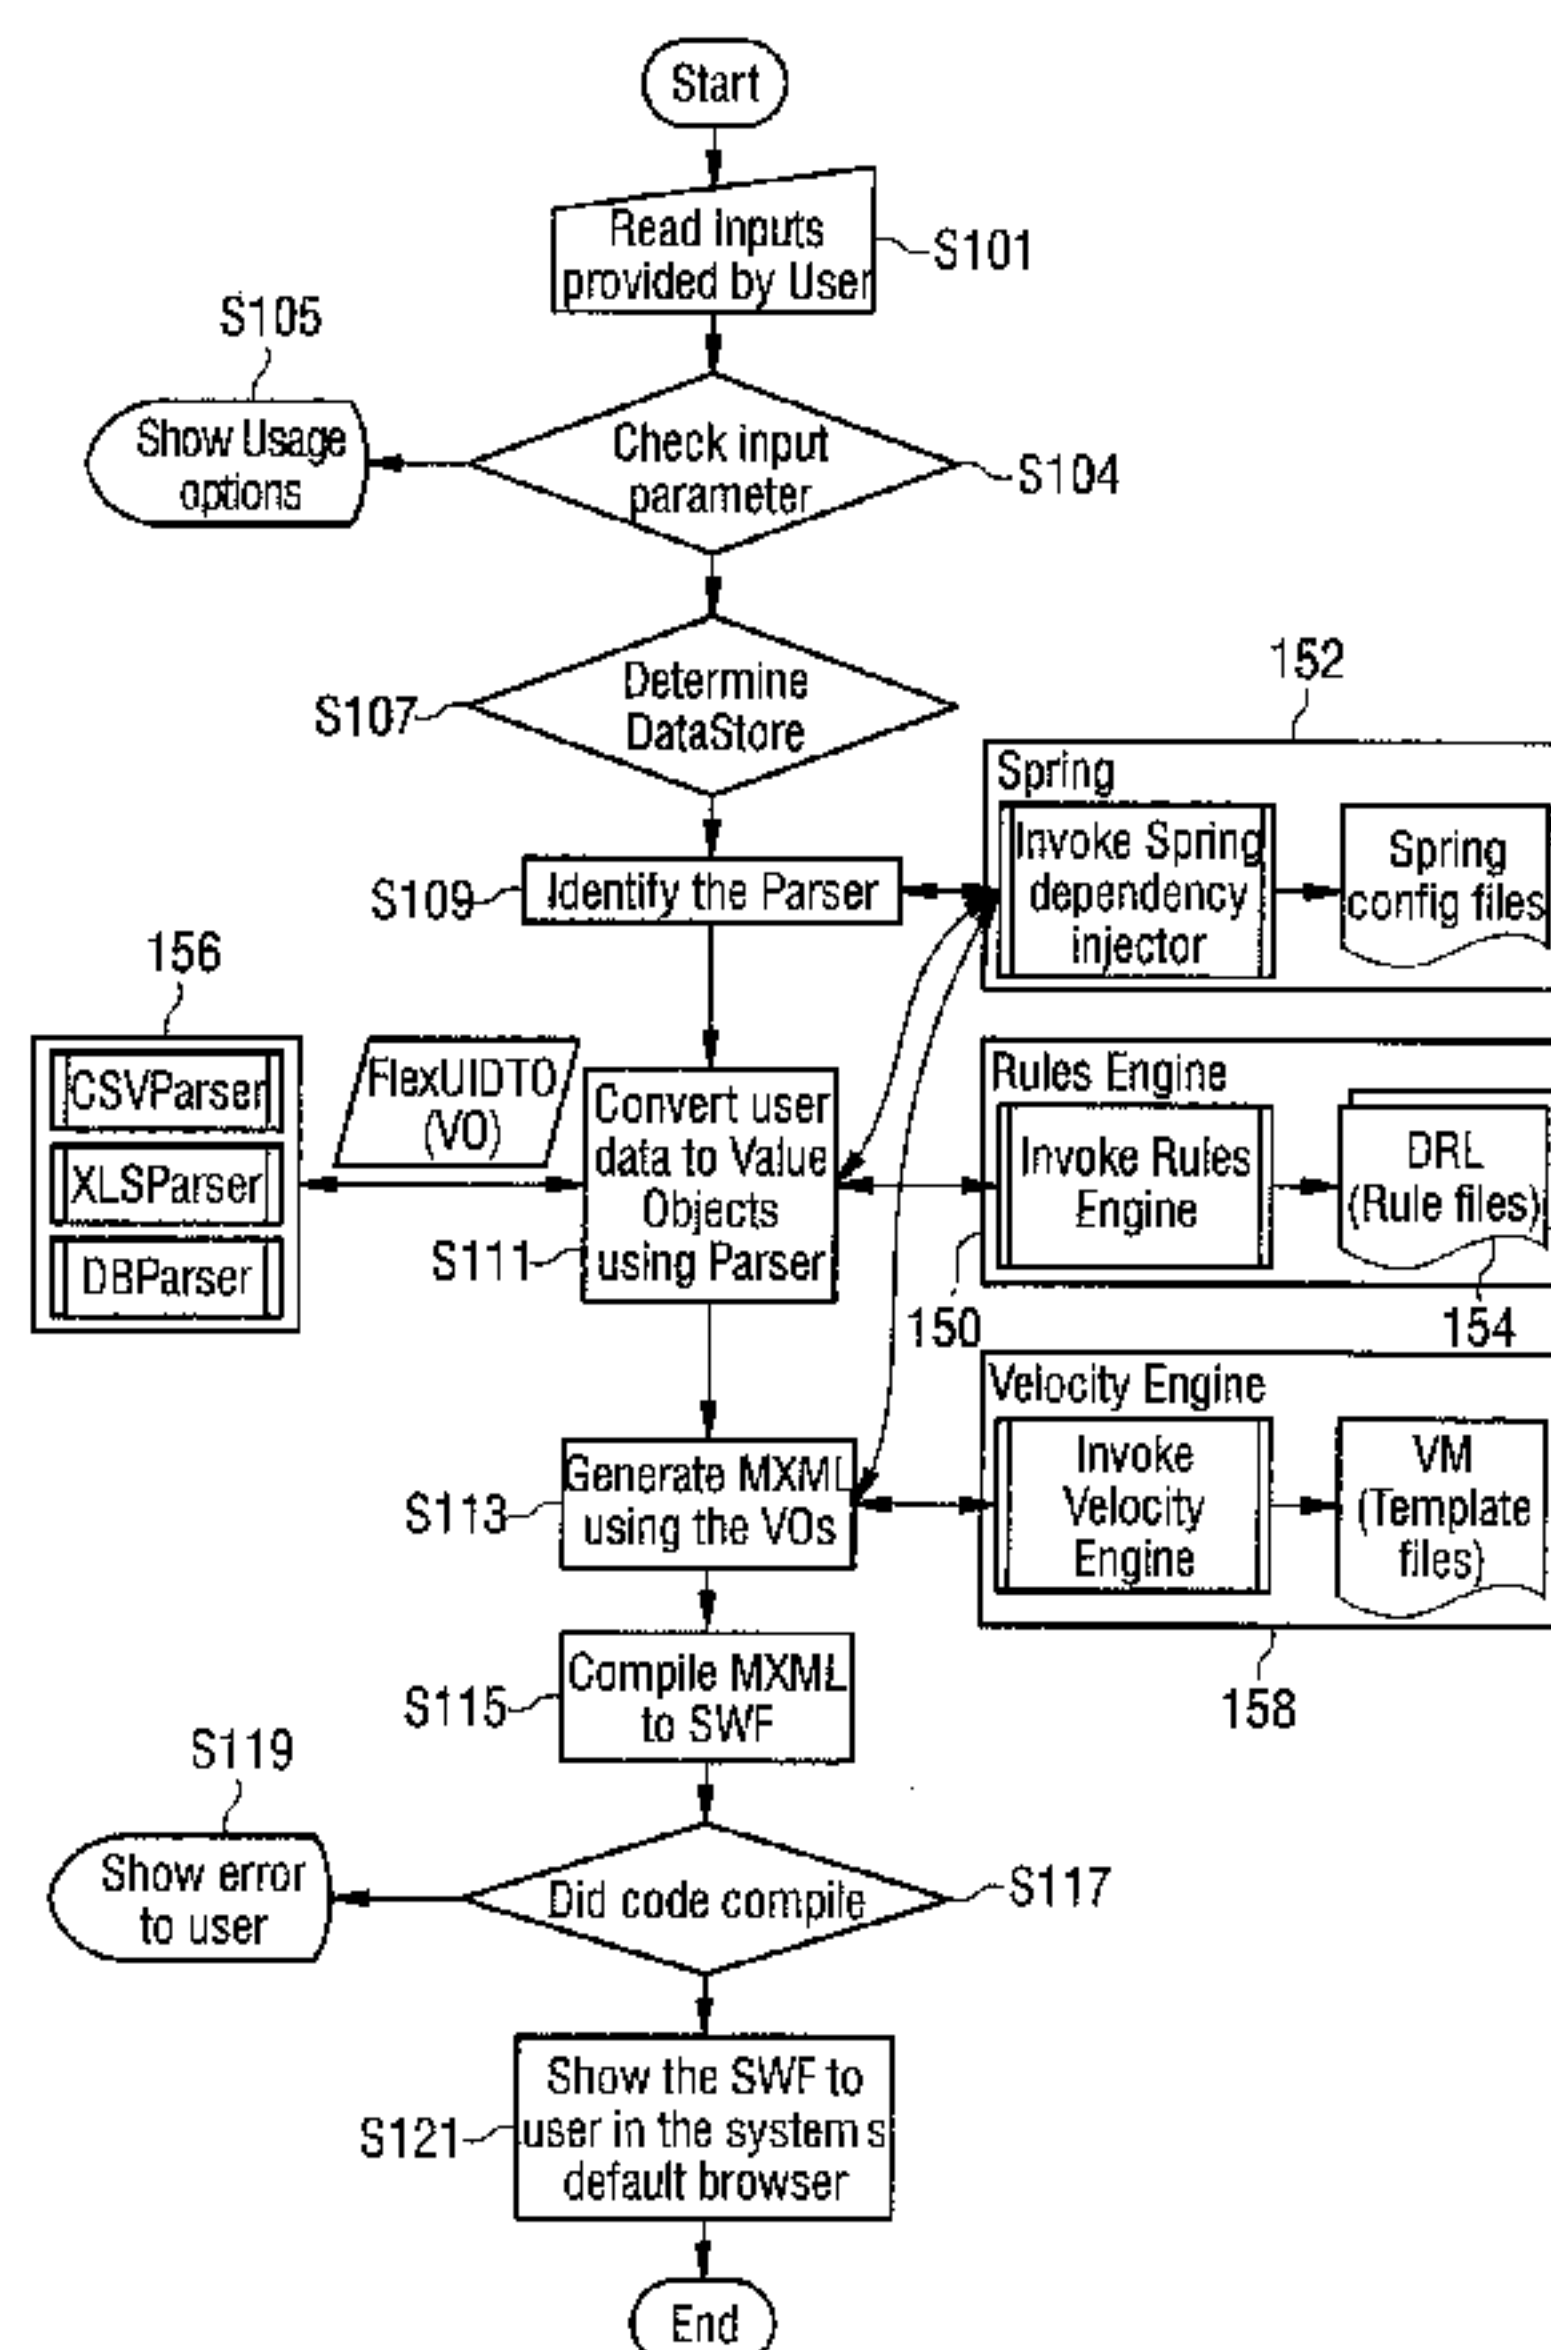 Start
Read Inputs
provided by User
S101
S105
Show Usage
options
Check input
parameter
S104
Determine
DataStore
S107
152
Spring
Invoke Spring
dependency
injector
Spring
config files
Identify the Parser
S109
156
CSVParser
XLSParser
DBParser
FlexUIDTO
(VO)
Convert user
data to Value
Objects
using Parser
S111
Rules Engine
Invoke Rules
Engine
DRL
(Rule files)
150
154
Velocity Engine
Invoke
Velocity
Engine
VM
(Template
files)
158
Generate MXML
using the VOs
S113
Compile MXML
to SWF
S115
S119
Show error
to user
Did code compile
S117
Show the SWF to
user in the system s
default browser
S121
End